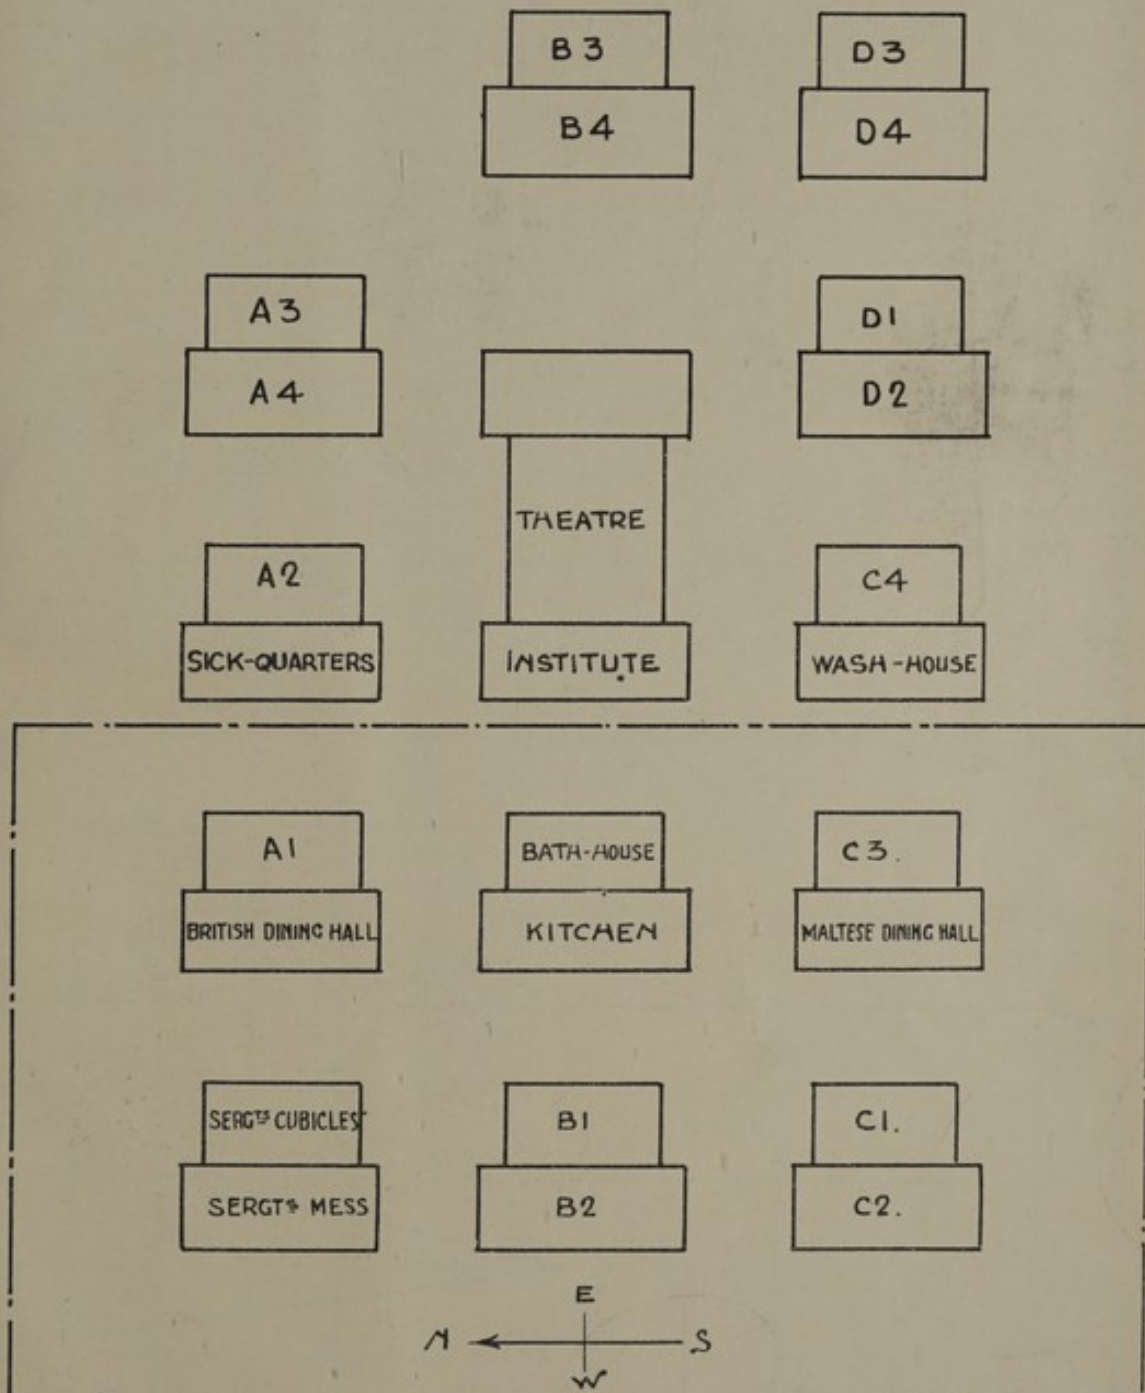 B3
D3
B4
D4
A3
D1
A4
D2
THEATRE
A2
C4
SICK-QUARTERS
INSTITUTE
WASH-HOUSE
A1
BATH-HOUSE
C3.
BRITISH DINING HALL
KITCHEN
MALTESE DINING HALL
SERGTS CUBICLES
B1
C1.
SERGTS MESS
B2
C2.
E
N
S
W